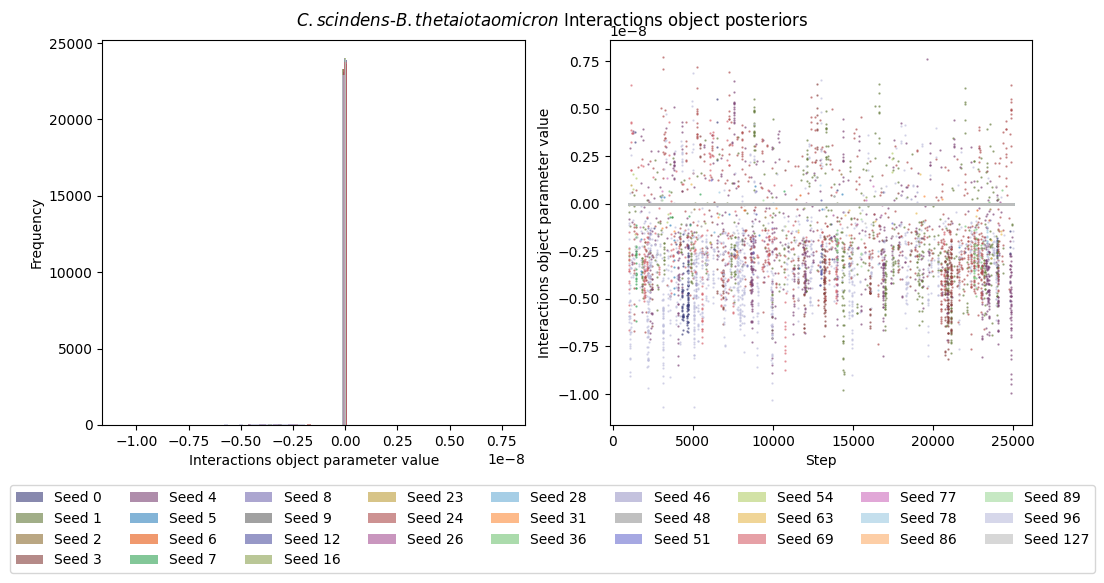 C. scindens-B. thetaiotaomicron Interactions object posteriors
25000
20000
15000
10000
5000
0
Frequency
−1.00 −0.75 −0.50 −0.25 0.00 0.25 0.50 0.75
1e−8
Interactions object parameter value
1e−8
0.75
0.50
0.25
0.00
−0.25
−0.50
−0.75
−1.00
Interactions object parameter value
0 5000 10000 15000 20000 25000
Step
Seed 0 Seed 4 Seed 8 Seed 23 Seed 28 Seed 46 Seed 54 Seed 77 Seed 89
Seed 1 Seed 5 Seed 9 Seed 24 Seed 31 Seed 48 Seed 63 Seed 78 Seed 96
Seed 2 Seed 6 Seed 12 Seed 26 Seed 36 Seed 51 Seed 69 Seed 86 Seed 127
Seed 3 Seed 7 Seed 16